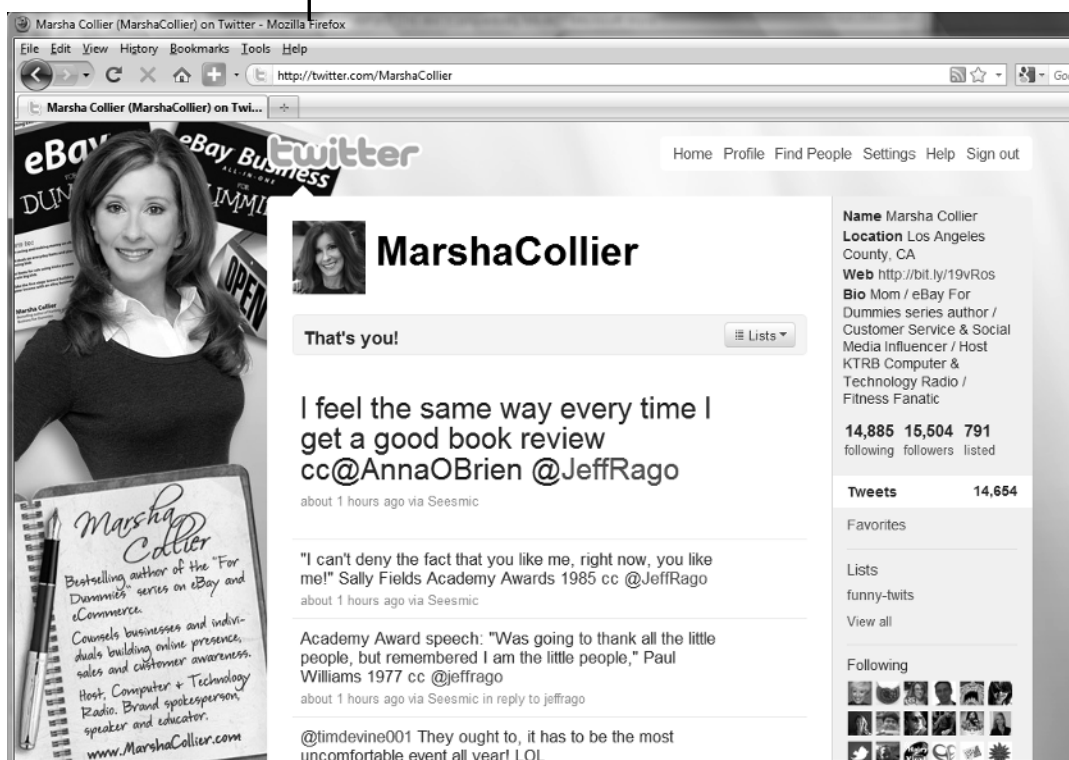 Marsha Collier (MarshaCollier) on Twitter - Mozilla Firefox
File Edit View History Bookmarks Tools Help
http://twitter.com/MarshaCollier
Marsha Collier (MarshaCollier) on Twi...
eBay
eBay Business
ALL-IN-ONE
FOR
OPEN
Marsha Collier
twitter
Home Profile Find People Settings Help Sign out
MarshaCollier
That's you!
Lists
I feel the same way every time I
get a good book review
cc@AnnaOBrien @JeffRago
about 1 hours ago via Seesmic
"I can't deny the fact that you like me, right now, you like
me!" Sally Fields Academy Awards 1985 cc @JeffRago
about 1 hours ago via Seesmic
Academy Award speech: "Was going to thank all the little
people, but remembered I am the little people," Paul
Williams 1977 cc @jeffrago
about 1 hours ago via Seesmic in reply to jeffrago
@timdevine001 They ought to, it has to be the most
uncomfortable event all year! LOL
Name Marsha Collier
Location Los Angeles
County, CA
Web http://bit.ly/19vRos
Bio Mom / eBay For
Dummies series author /
Customer Service & Social
Media Influencer / Host
KTRB Computer &
Technology Radio /
Fitness Fanatic
14,885 15,504 791
following followers listed
Tweets 14,654
Favorites
Lists
funny-twits
View all
Following
Marsha
Collier
Bestselling author of the "For
Dummies" series on eBay and
eCommerce.
Counsels businesses and indivi-
duals building online presence,
sales and customer awareness.
Host, Computer + Technology
Radio. Brand spokesperson,
speaker and educator.
www.MarshaCollier.com